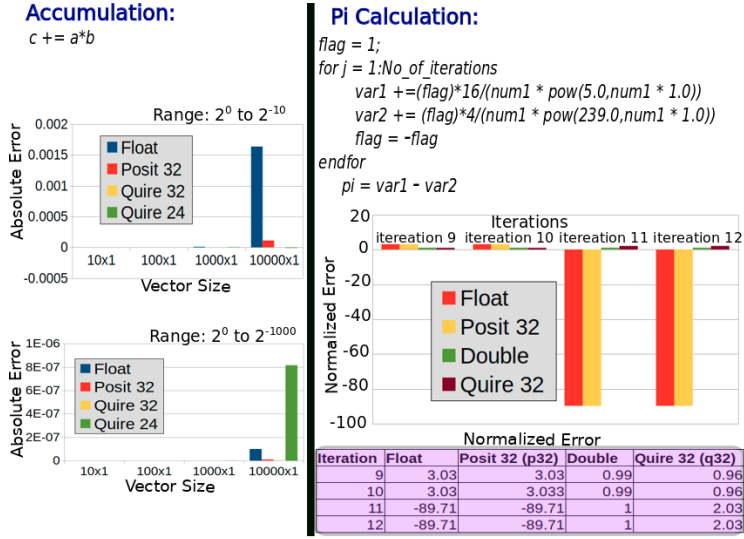 Accumulation:
c += a*b
Range: 2⁰ to 2⁻¹⁰
Absolute Error
0.002
0.0015
0.001
0.0005
0
-0.0005
Float
Posit 32
Quire 32
Quire 24
10x1 100x1 1000x1 10000x1
Vector Size
Range: 2⁰ to 2⁻¹⁰⁰⁰
Absolute Error
1E-06
8E-07
6E-07
4E-07
2E-07
0
Float
Posit 32
Quire 32
Quire 24
10x1 100x1 1000x1 10000x1
Vector Size
Pi Calculation:
flag = 1;
for j = 1:No_of_iterations
var1 +=(flag)*16/(num1 * pow(5.0,num1 * 1.0))
var2 += (flag)*4/(num1 * pow(239.0,num1 * 1.0))
flag = -flag
endfor
pi = var1 - var2
Iterations
itereation 9 itereation 10 itereation 11 itereation 12
Normalized Error
20
0
-20
-40
-60
-80
-100
Float
Posit 32
Double
Quire 32
Normalized Error
Iteration Float Posit 32 (p32) Double Quire 32 (q32)
9 3.03 3.03 0.99 0.96
10 3.03 3.033 0.99 0.96
11 -89.71 -89.71 1 2.03
12 -89.71 -89.71 1 2.03